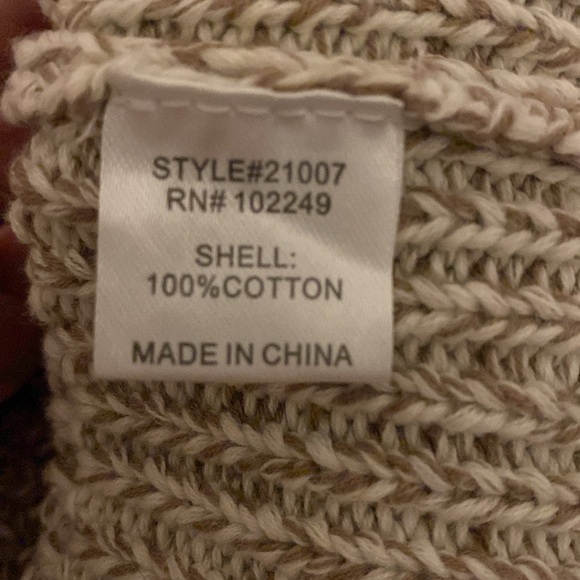 STYLE#21007
RN# 102249
SHELL:
100%COTTON
MADE IN CHINA